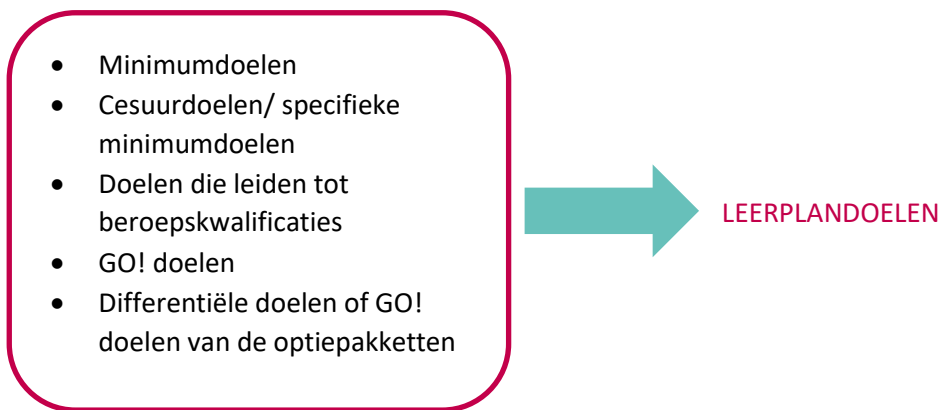 • Minimumdoelen
• Cesuurdoelen/ specifieke
minimumdoelen
• Doelen die leiden tot
beroepskwalificaties
• GO! doelen
• Differentiële doelen of GO!
doelen van de optiepakketten
LEERPLANDOELEN